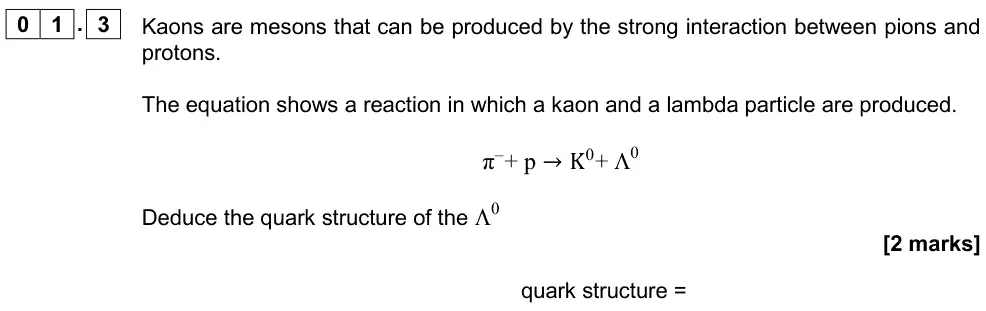 0 1 . 3 Kaons are mesons that can be produced by the strong interaction between pions and
protons.
The equation shows a reaction in which a kaon and a lambda particle are produced.
π⁻ + p → K⁰ + Λ⁰
Deduce the quark structure of the Λ⁰
[2 marks]
quark structure =